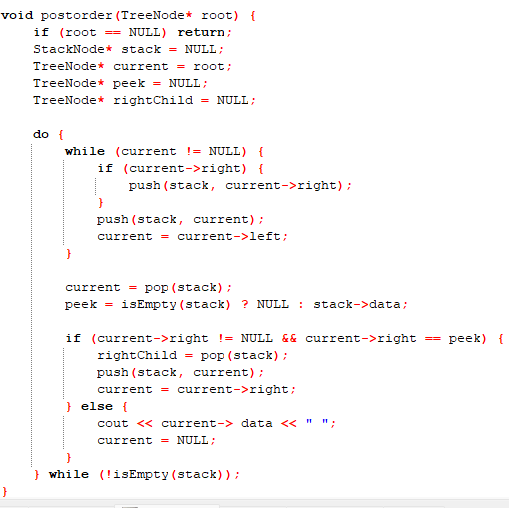 void postorder(TreeNode* root) {
    if (root == NULL) return;
    StackNode* stack = NULL;
    TreeNode* current = root;
    TreeNode* peek = NULL;
    TreeNode* rightChild = NULL;

    do {
        while (current != NULL) {
            if (current->right) {
                push(stack, current->right);
            }
            push(stack, current);
            current = current->left;
        }

        current = pop(stack);
        peek = isEmpty(stack) ? NULL : stack->data;

        if (current->right != NULL && current->right == peek) {
            rightChild = pop(stack);
            push(stack, current);
            current = current->right;
        } else {
            cout << current-> data << " ";
            current = NULL;
        }
    } while (!isEmpty(stack));
}